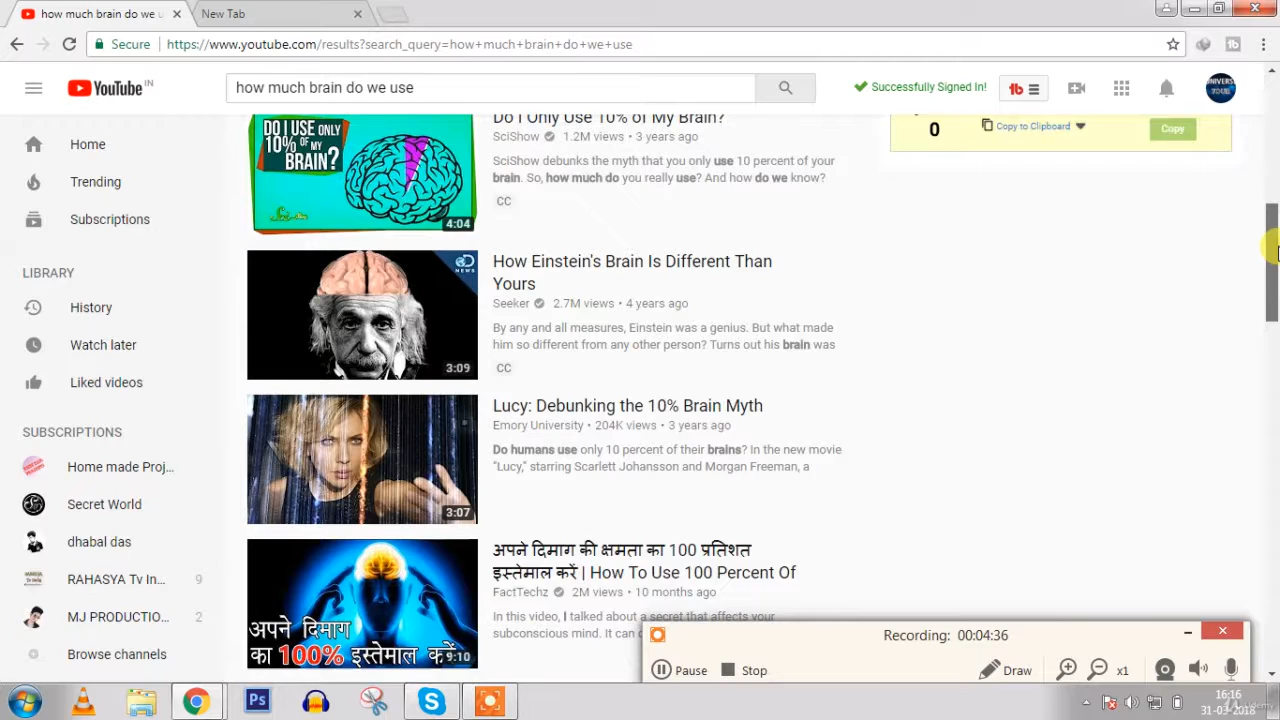 how much brain do we u
New Tab
Secure
https://www.youtube.com/results?search_query=how+much+brain+do+we+use
YouTube IN
how much brain do we use
Successfully Signed In!
Home
Trending
Subscriptions
LIBRARY
History
Watch later
Liked videos
SUBSCRIPTIONS
Home made Proj...
Secret World
dhabal das
RAHASYA Tv In... 9
MJ PRODUCTIO... 2
Browse channels
DO I USE ONLY
10% OF MY
BRAIN?
4:04
Do I Only Use 10% of My Brain?
SciShow 1.2M views • 3 years ago
SciShow debunks the myth that you only use 10 percent of your
brain. So, how much do you really use? And how do we know?
CC
0
Copy to Clipboard
Copy
NEWS
3:09
How Einstein's Brain Is Different Than
Yours
Seeker 2.7M views • 4 years ago
By any and all measures, Einstein was a genius. But what made
him so different from any other person? Turns out his brain was
CC
3:07
Lucy: Debunking the 10% Brain Myth
Emory University • 204K views • 3 years ago
Do humans use only 10 percent of their brains? In the new movie
"Lucy," starring Scarlett Johansson and Morgan Freeman, a
अपने दिमाग
का 100% इस्तेमाल करें
9:10
अपने दिमाग की क्षमता का 100 प्रतिशत
इस्तेमाल करें | How To Use 100 Percent Of
FactTechz 2M views • 10 months ago
In this video, I talked about a secret that affects your
subconscious mind. It can
Recording: 00:04:36
Pause
Stop
Draw
x1
Ps
16:16
31-03-2018
Udemy